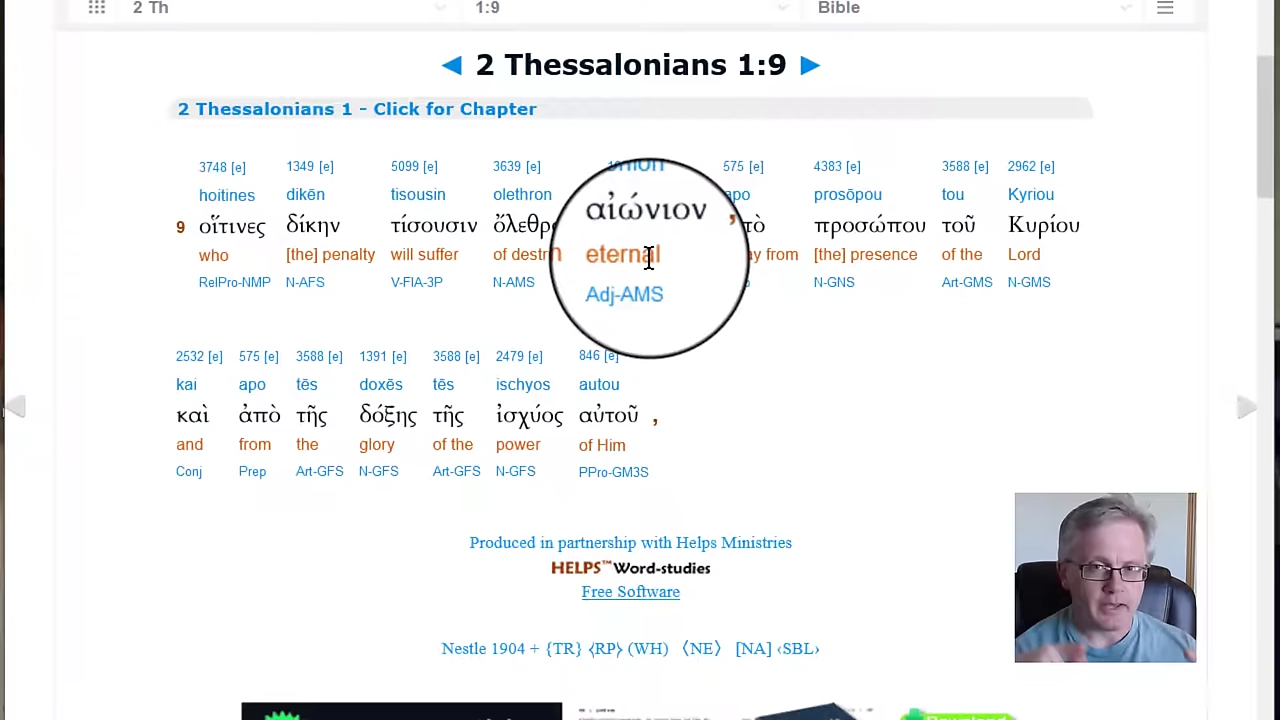 2 Th 1:9 Bible
◄ 2 Thessalonians 1:9 ►
2 Thessalonians 1 - Click for Chapter
3748 [e] 1349 [e] 5099 [e] 3639 [e] 575 [e] 4383 [e] 3588 [e] 2962 [e]
hoitines dikēn tisousin olethron apo prosōpou tou Kyriou
9 οἵτινες δίκην τίσουσιν αἰώνιον , προσώπου τοῦ Κυρίου
who [the] penalty will suffer of eternal from [the] presence of the Lord
RelPro-NMP N-AFS V-FIA-3P N-AMS Adj-AMS N-GNS Art-GMS N-GMS
2532 [e] 575 [e] 3588 [e] 1391 [e] 3588 [e] 2479 [e] 846 [e]
kai apo tēs doxēs tēs ischyos autou
καὶ ἀπὸ τῆς δόξης τῆς ἰσχύος αὐτοῦ ,
and from the glory of the power of Him
Conj Prep Art-GFS N-GFS Art-GFS N-GFS PPro-GM3S
Produced in partnership with Helps Ministries
HELPS™ Word-studies
Free Software
Nestle 1904 + {TR} ⧼RP⧽ (WH) 〈NE〉 [NA] ‹SBL›
Download